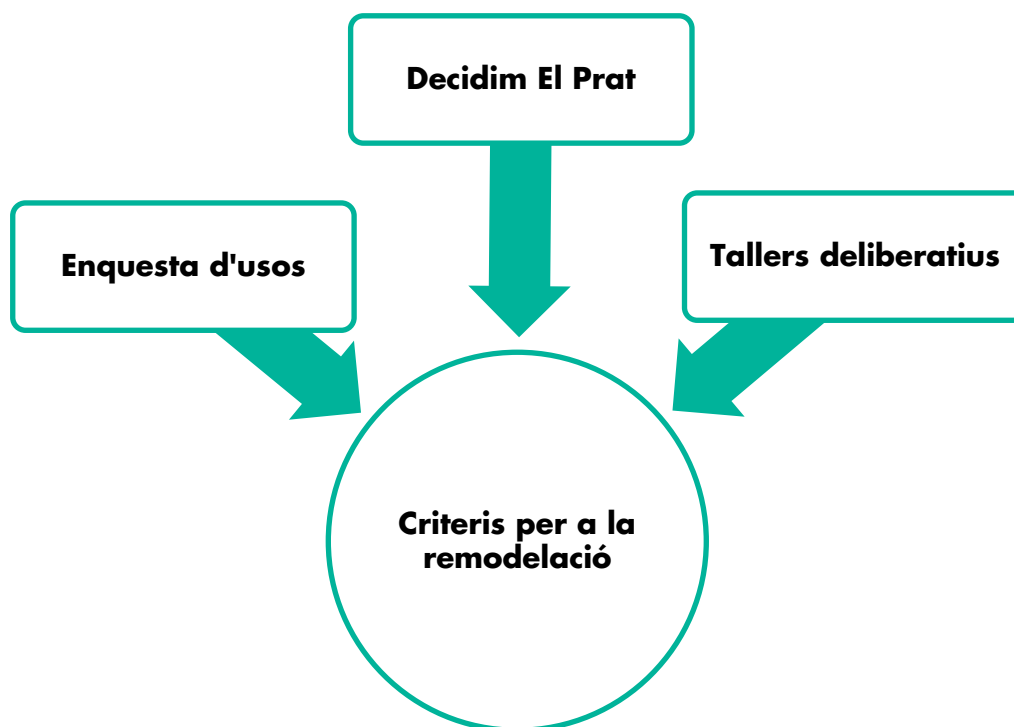 Decidim El Prat
Enquesta d'usos
Tallers deliberatius
Criteris per a la
remodelació